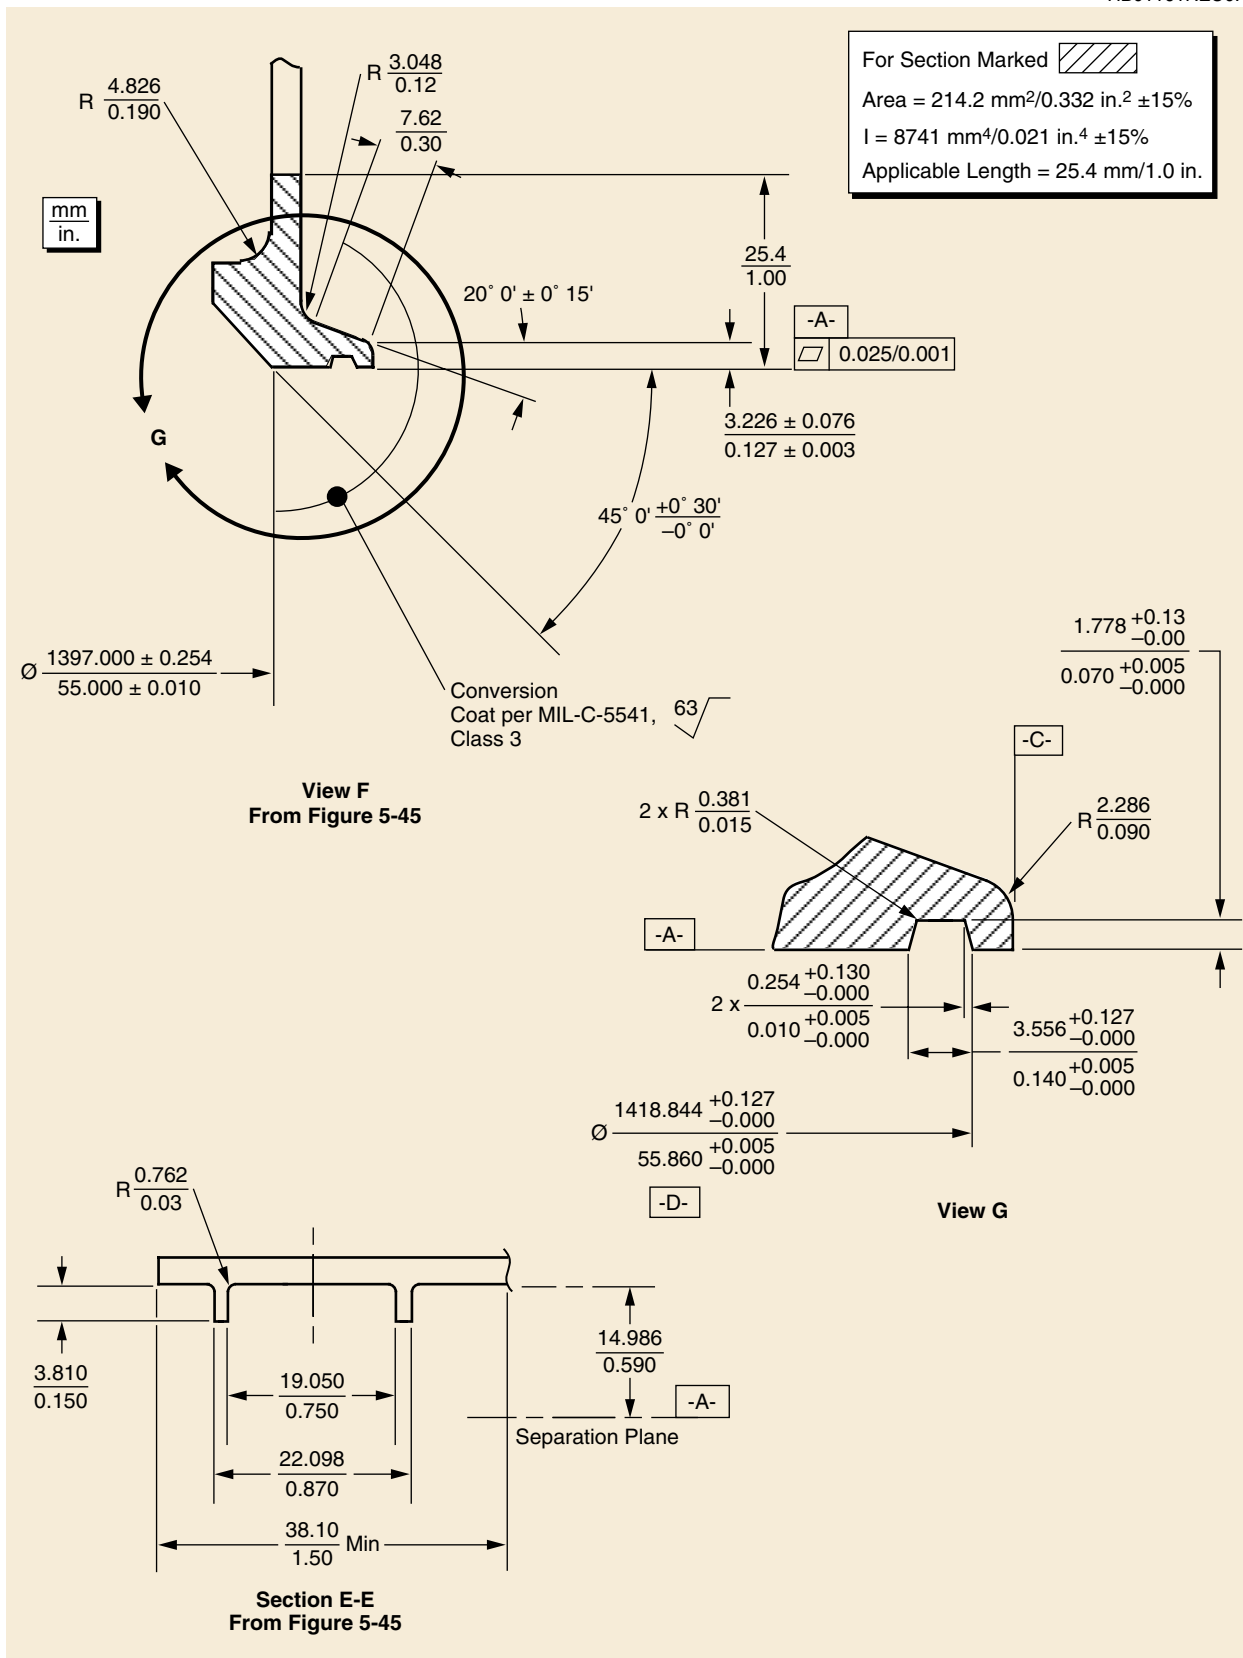 For Section Marked
Area = 214.2 mm²/0.332 in.² ±15%
I = 8741 mm⁴/0.021 in.⁴ ±15%
Applicable Length = 25.4 mm/1.0 in.
R 4.826
0.190
R 3.048
0.12
7.62
0.30
mm
in.
25.4
1.00
20° 0' ± 0° 15'
-A-
0.025/0.001
3.226 ± 0.076
0.127 ± 0.003
G
45° 0' +0° 30'
–0° 0'
Ø 1397.000 ± 0.254
55.000 ± 0.010
Conversion
Coat per MIL-C-5541,
Class 3
63
View F
From Figure 5-45
1.778 +0.13
–0.00
0.070 +0.005
–0.000
-C-
2 x R 0.381
0.015
R 2.286
0.090
-A-
2 x 0.254 +0.130
–0.000
0.010 +0.005
–0.000
3.556 +0.127
–0.000
0.140 +0.005
–0.000
Ø 1418.844 +0.127
–0.000
55.860 +0.005
–0.000
-D-
View G
R 0.762
0.03
3.810
0.150
14.986
0.590
19.050
0.750
-A-
Separation Plane
22.098
0.870
38.10 Min
1.50
Section E-E
From Figure 5-45